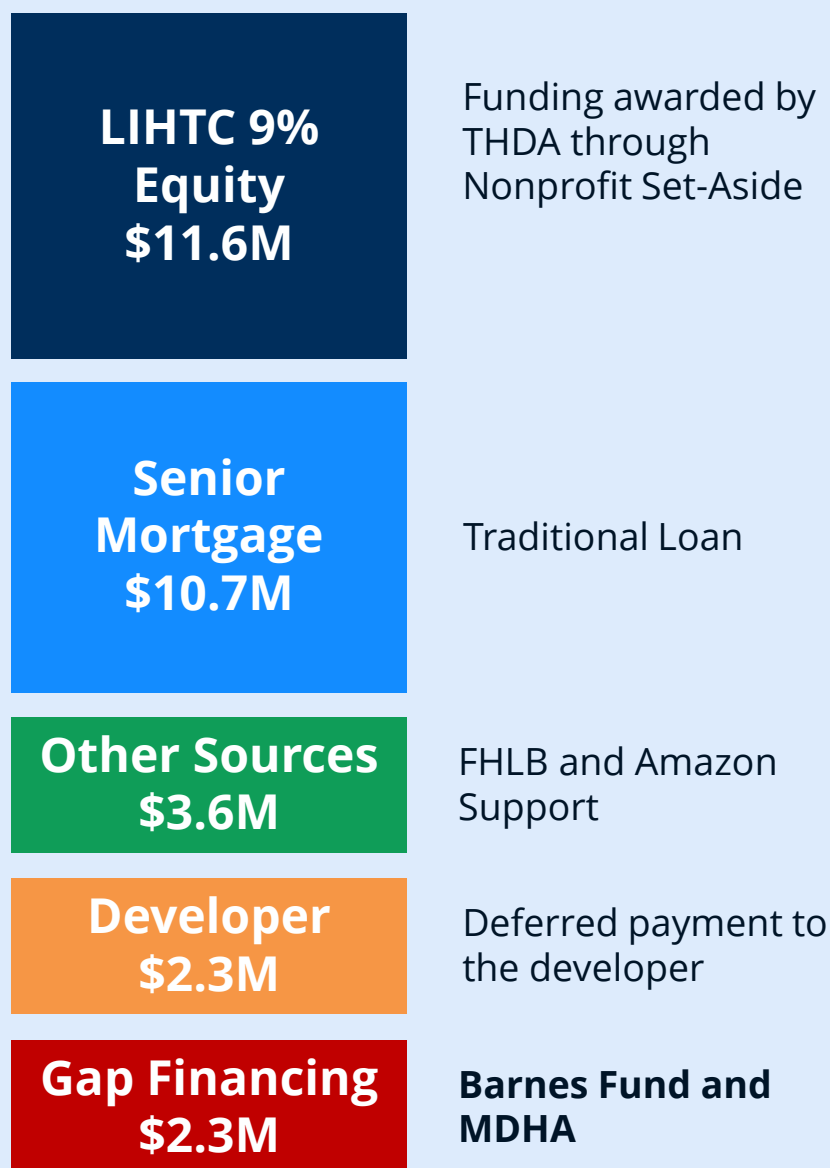 LIHTC 9%
Equity
$11.6M
Funding awarded by
THDA through
Nonprofit Set-Aside
Senior
Mortgage
$10.7M
Traditional Loan
Other Sources
$3.6M
FHLB and Amazon
Support
Developer
$2.3M
Deferred payment to
the developer
Gap Financing
$2.3M
Barnes Fund and
MDHA